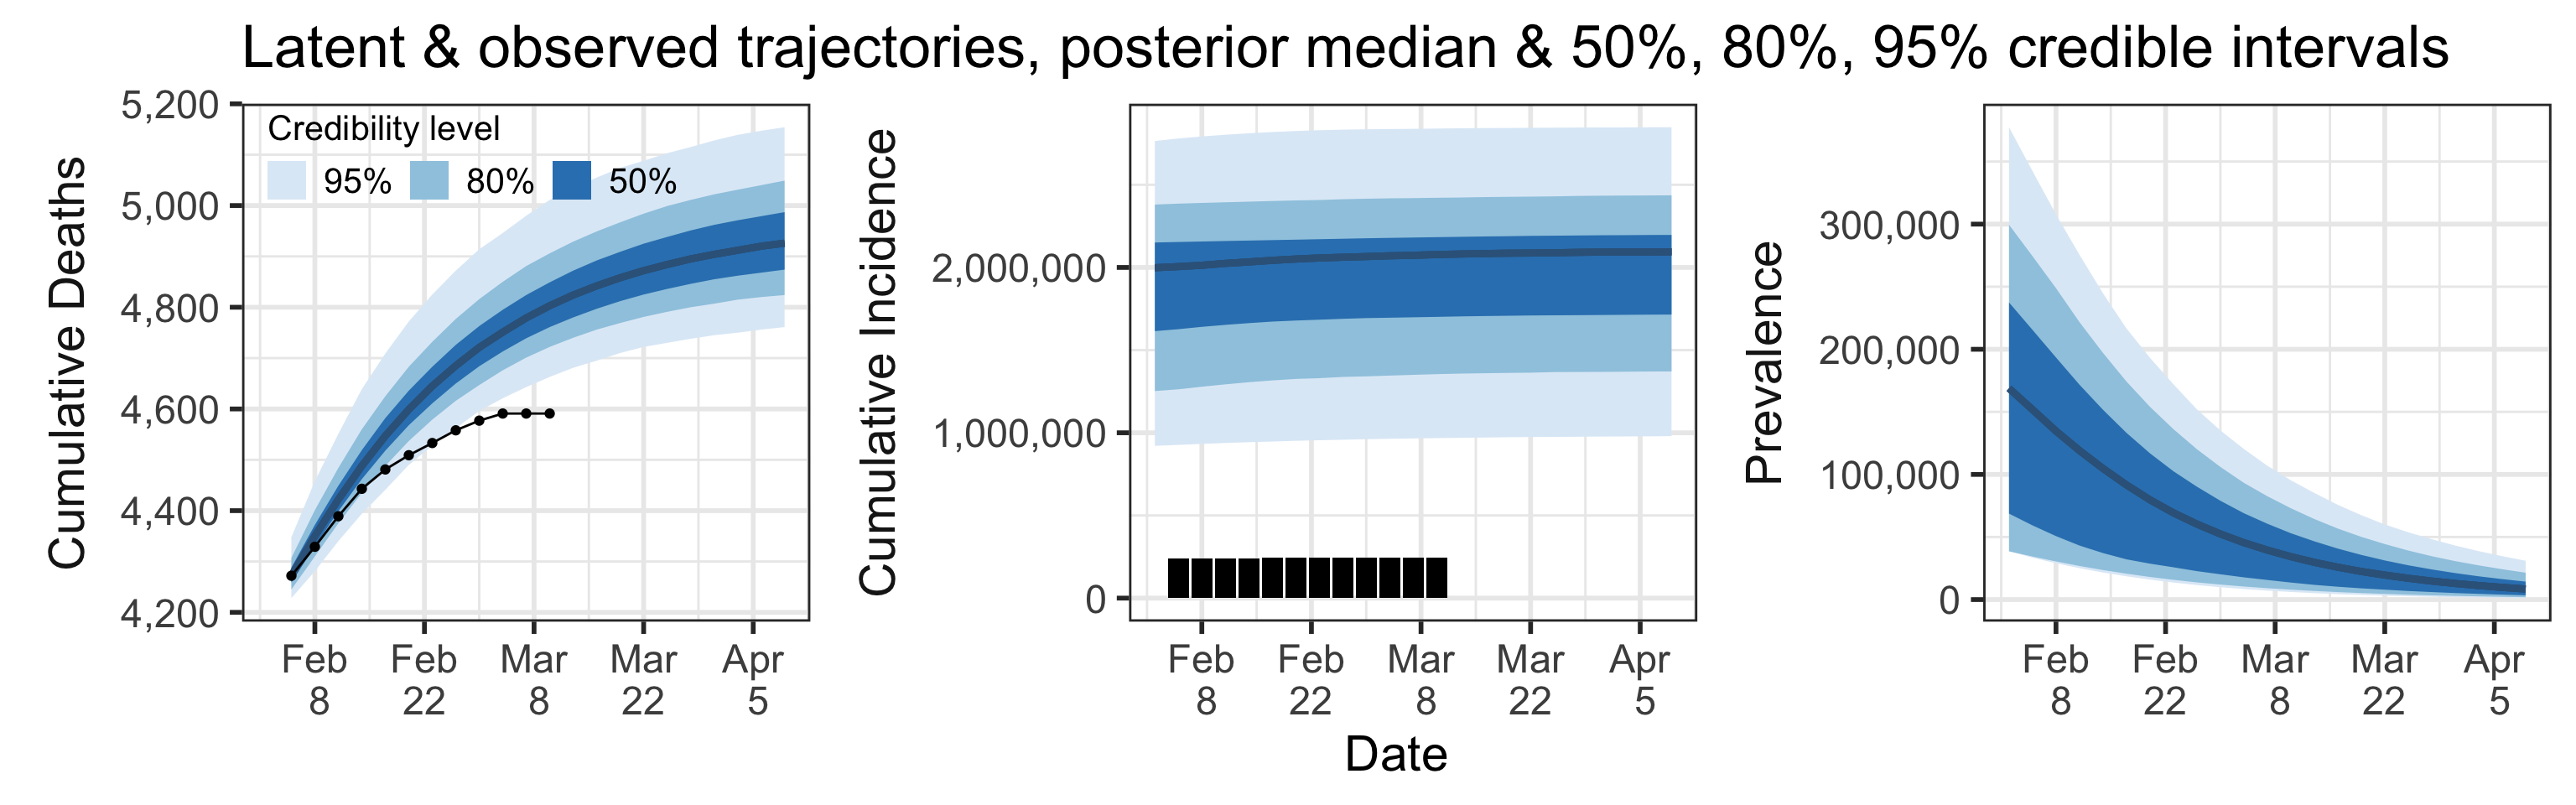 Latent & observed trajectories, posterior median & 50%, 80%, 95% credible intervals
Cumulative Deaths
5,200
5,000
4,800
4,600
4,400
4,200
Credibility level
95% 80% 50%
Feb 8
Feb 22
Mar 8
Mar 22
Apr 5
Cumulative Incidence
2,000,000
1,000,000
0
Feb 8
Feb 22
Mar 8
Mar 22
Apr 5
Prevalence
300,000
200,000
100,000
0
Feb 8
Feb 22
Mar 8
Mar 22
Apr 5
Date